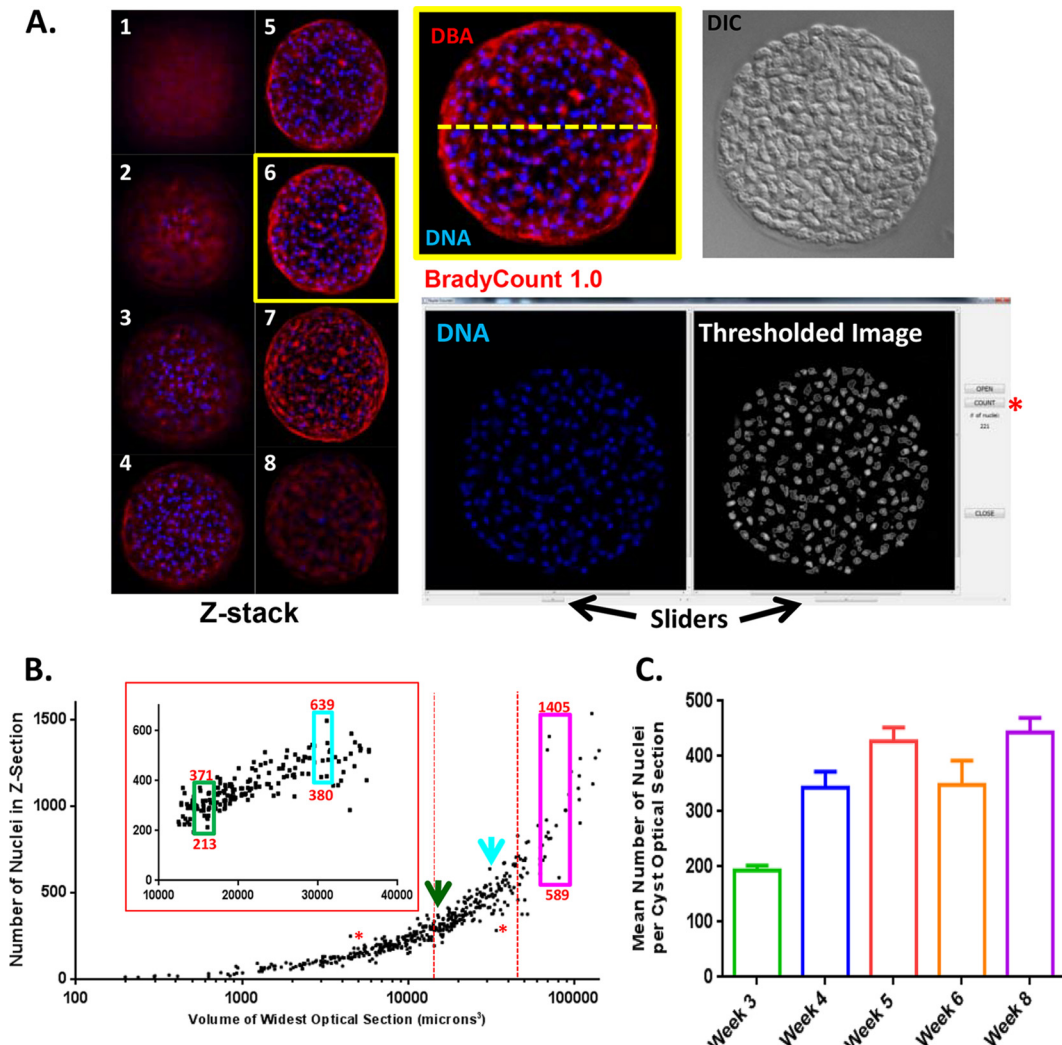 A.
1
5
2
6
3
7
4
8
Z-stack
DBA
DNA
DIC
BradyCount 1.0
DNA
Thresholded Image
OPEN
COUNT
*
# of nuclei:
221
CLOSE
Sliders
B.
Number of Nuclei in Z-Section
1500
1000
500
0
100
1000
10000
100000
Volume of Widest Optical Section (microns³)
600
400
200
0
10000
20000
30000
40000
371
213
639
380
1405
589
*
*
C.
Mean Number of Nuclei
per Cyst Optical Section
500
400
300
200
100
0
Week 3
Week 4
Week 5
Week 6
Week 8